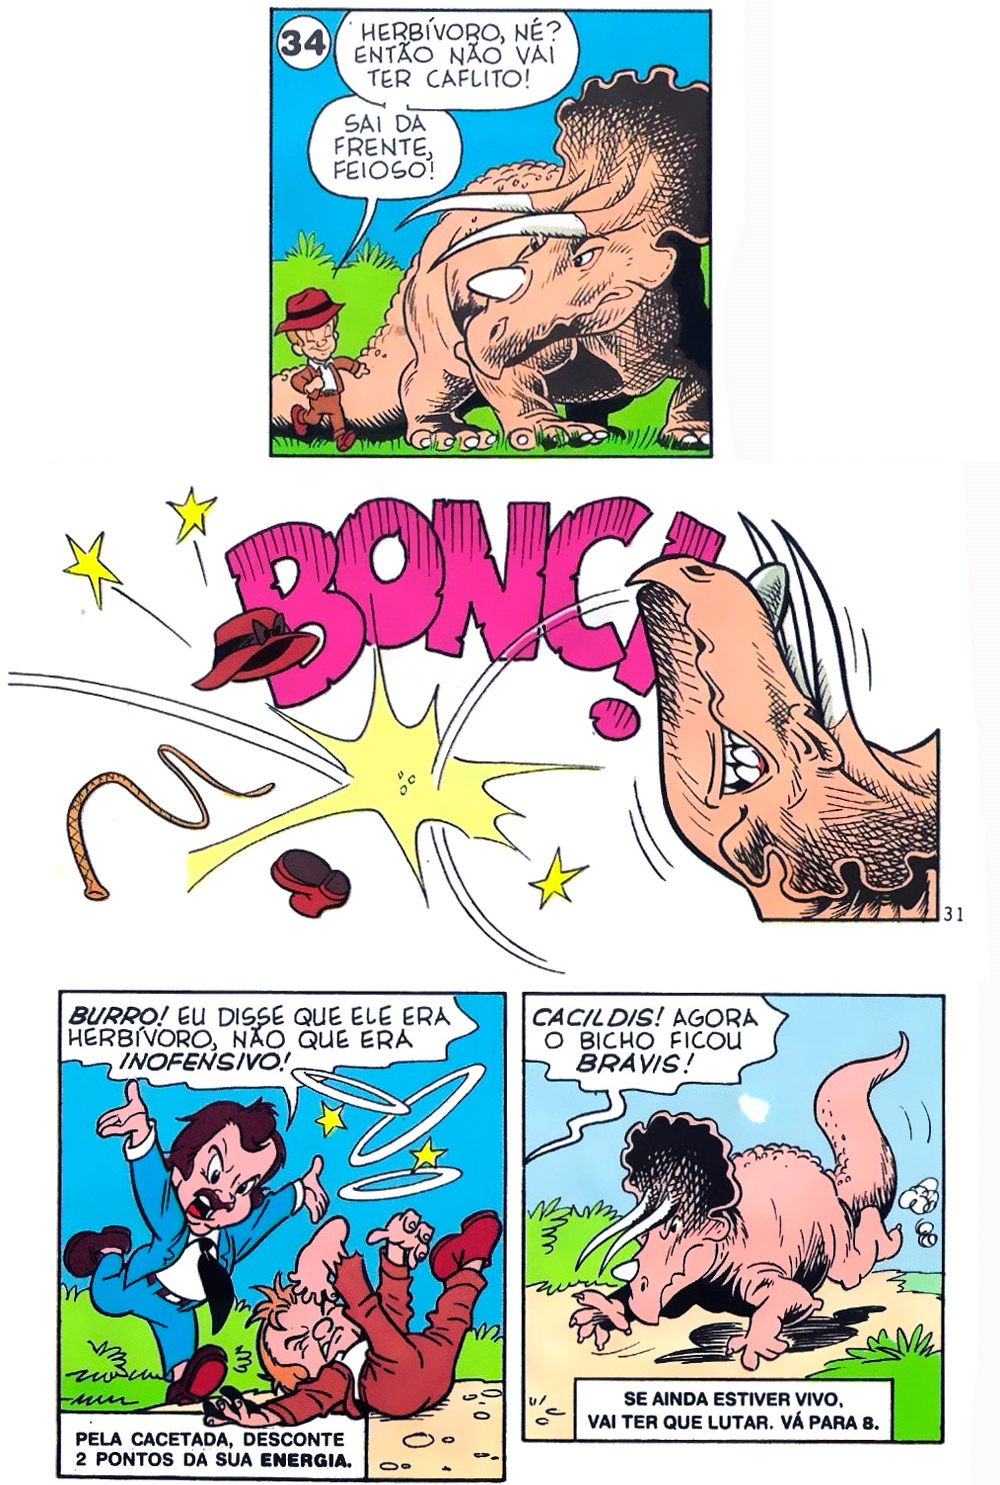 34
HERBÍVORO, NÉ?
ENTÃO NÃO VAI
TER CAFLITO!
SAI DA
FRENTE,
FEIOSO!
BONC!
31
BURRO! EU DISSE QUE ELE ERA
HERBÍVORO, NÃO QUE ERA
INOFENSIVO!
PELA CACETADA, DESCONTE
2 PONTOS DA SUA ENERGIA.
CACILDIS! AGORA
O BICHO FICOU
BRAVIS!
SE AINDA ESTIVER VIVO,
VAI TER QUE LUTAR. VÁ PARA 8.